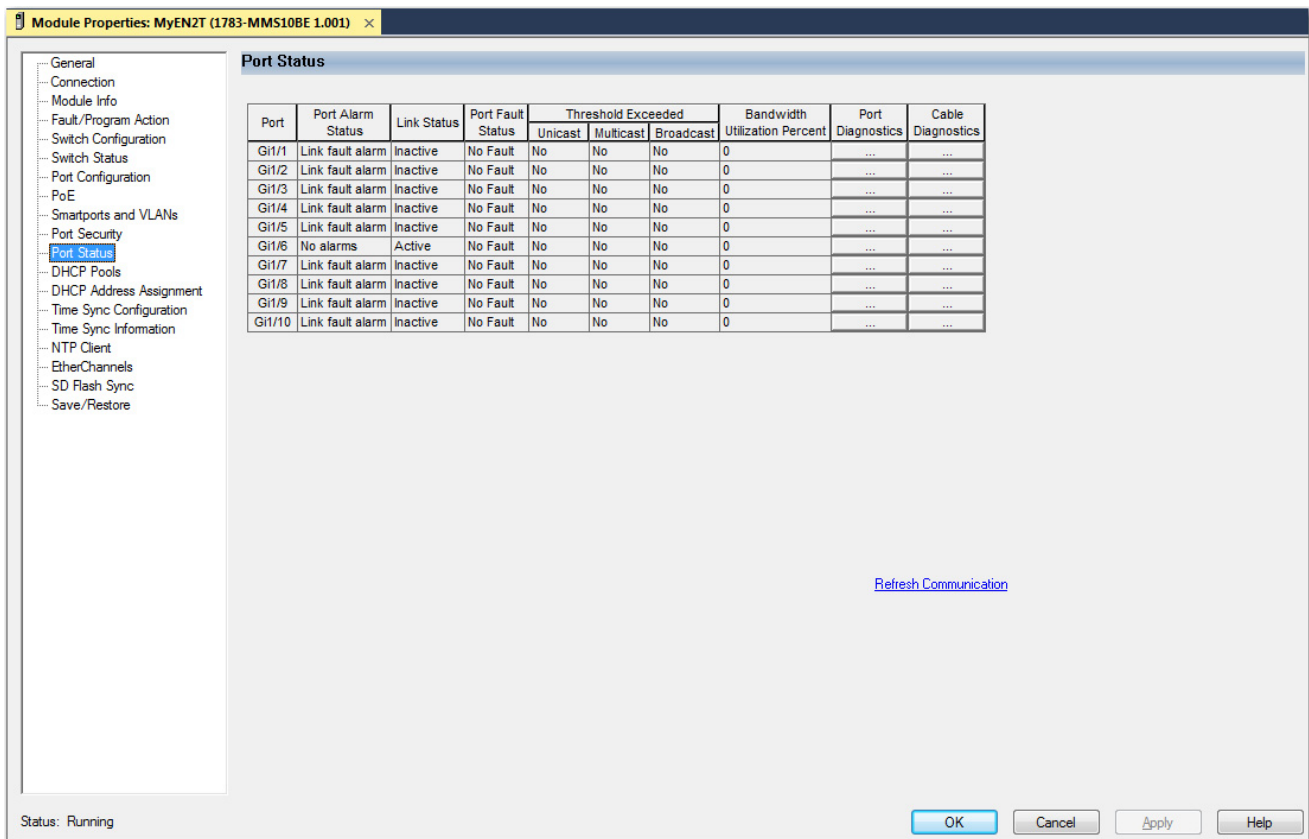 Module Properties: MyEN2T (1783-MMS10BE 1.001) ×
General
Connection
Module Info
Fault/Program Action
Switch Configuration
Switch Status
Port Configuration
PoE
Smartports and VLANs
Port Security
Port Status
DHCP Pools
DHCP Address Assignment
Time Sync Configuration
Time Sync Information
NTP Client
EtherChannels
SD Flash Sync
Save/Restore
Port Status
Port Port Alarm Status Link Status Port Fault Status Threshold Exceeded Bandwidth Utilization Percent Port Diagnostics Cable Diagnostics
Unicast Multicast Broadcast
Gi1/1 Link fault alarm Inactive No Fault No No No 0 ... ...
Gi1/2 Link fault alarm Inactive No Fault No No No 0 ... ...
Gi1/3 Link fault alarm Inactive No Fault No No No 0 ... ...
Gi1/4 Link fault alarm Inactive No Fault No No No 0 ... ...
Gi1/5 Link fault alarm Inactive No Fault No No No 0 ... ...
Gi1/6 No alarms Active No Fault No No No 0 ... ...
Gi1/7 Link fault alarm Inactive No Fault No No No 0 ... ...
Gi1/8 Link fault alarm Inactive No Fault No No No 0 ... ...
Gi1/9 Link fault alarm Inactive No Fault No No No 0 ... ...
Gi1/10 Link fault alarm Inactive No Fault No No No 0 ... ...
Refresh Communication
Status: Running
OK Cancel Apply Help